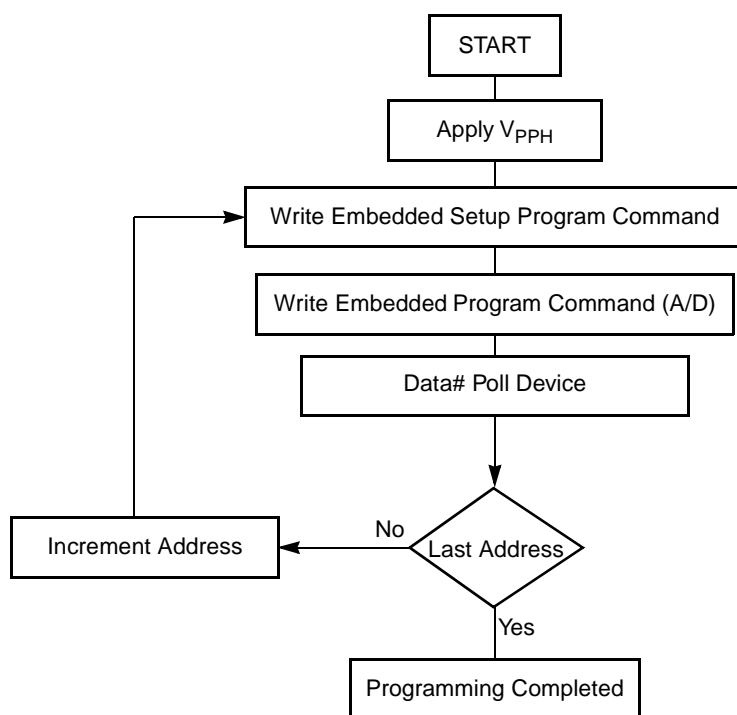 START
Apply VPPH
Write Embedded Setup Program Command
Write Embedded Program Command (A/D)
Data# Poll Device
No
Increment Address
Last Address
Yes
Programming Completed